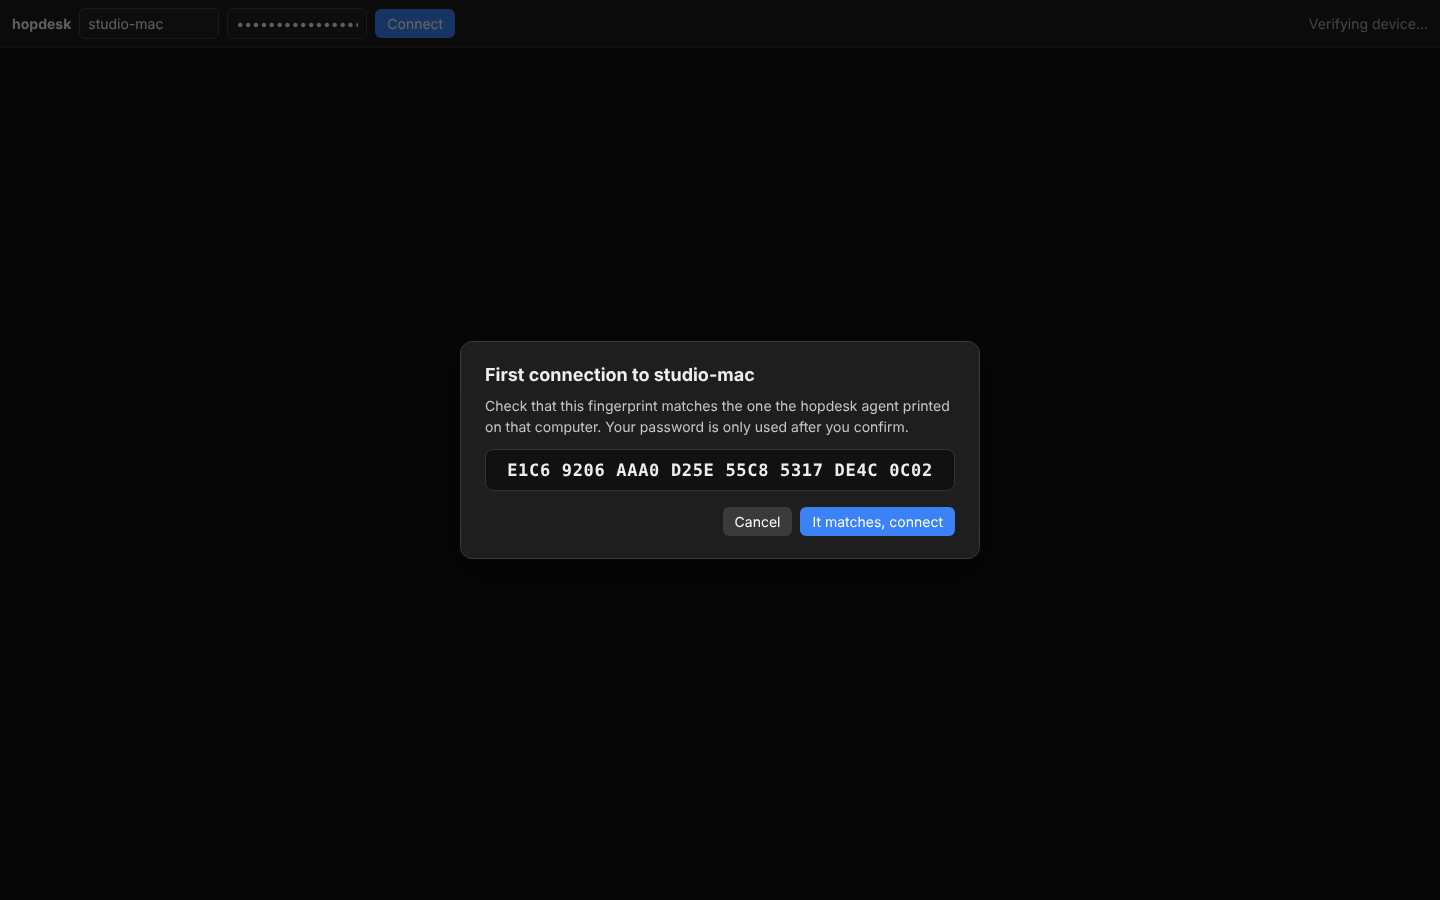 hopdesk studio-mac •••••••••••••••• Connect Verifying device...
First connection to studio-mac
Check that this fingerprint matches the one the hopdesk agent printed
on that computer. Your password is only used after you confirm.
E1C6 9206 AAA0 D25E 55C8 5317 DE4C 0C02
Cancel It matches, connect